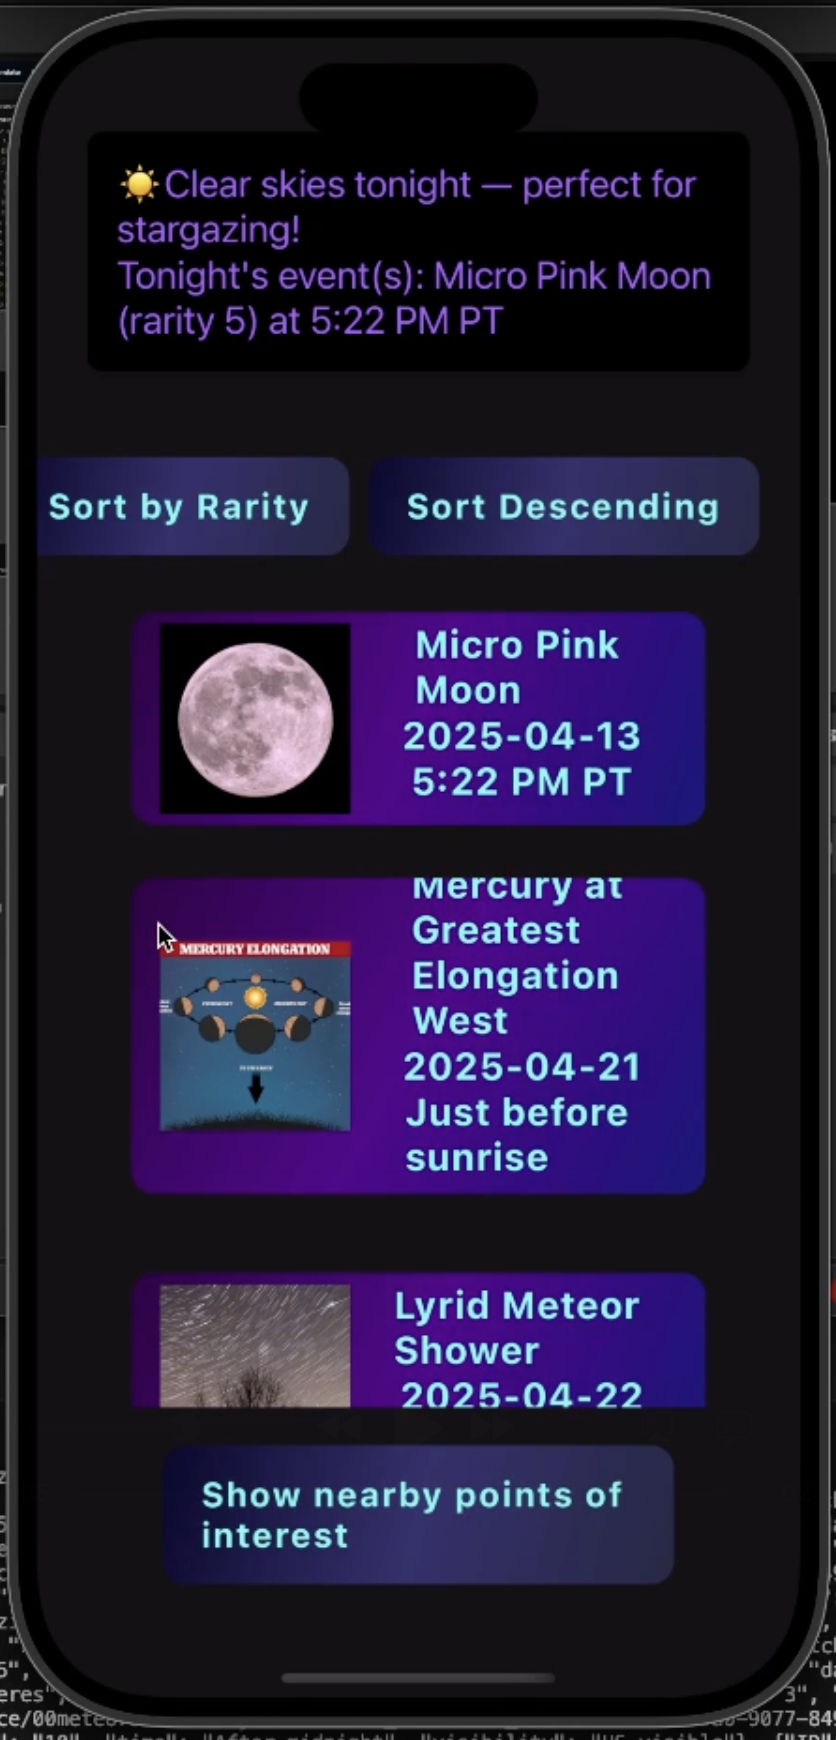 ☀️Clear skies tonight — perfect for
stargazing!
Tonight's event(s): Micro Pink Moon
(rarity 5) at 5:22 PM PT
Sort by Rarity
Sort Descending
Micro Pink
Moon
2025-04-13
5:22 PM PT
Mercury at
Greatest
Elongation
West
2025-04-21
Just before
sunrise
MERCURY ELONGATION
Lyrid Meteor
Shower
2025-04-22
Show nearby points of
interest